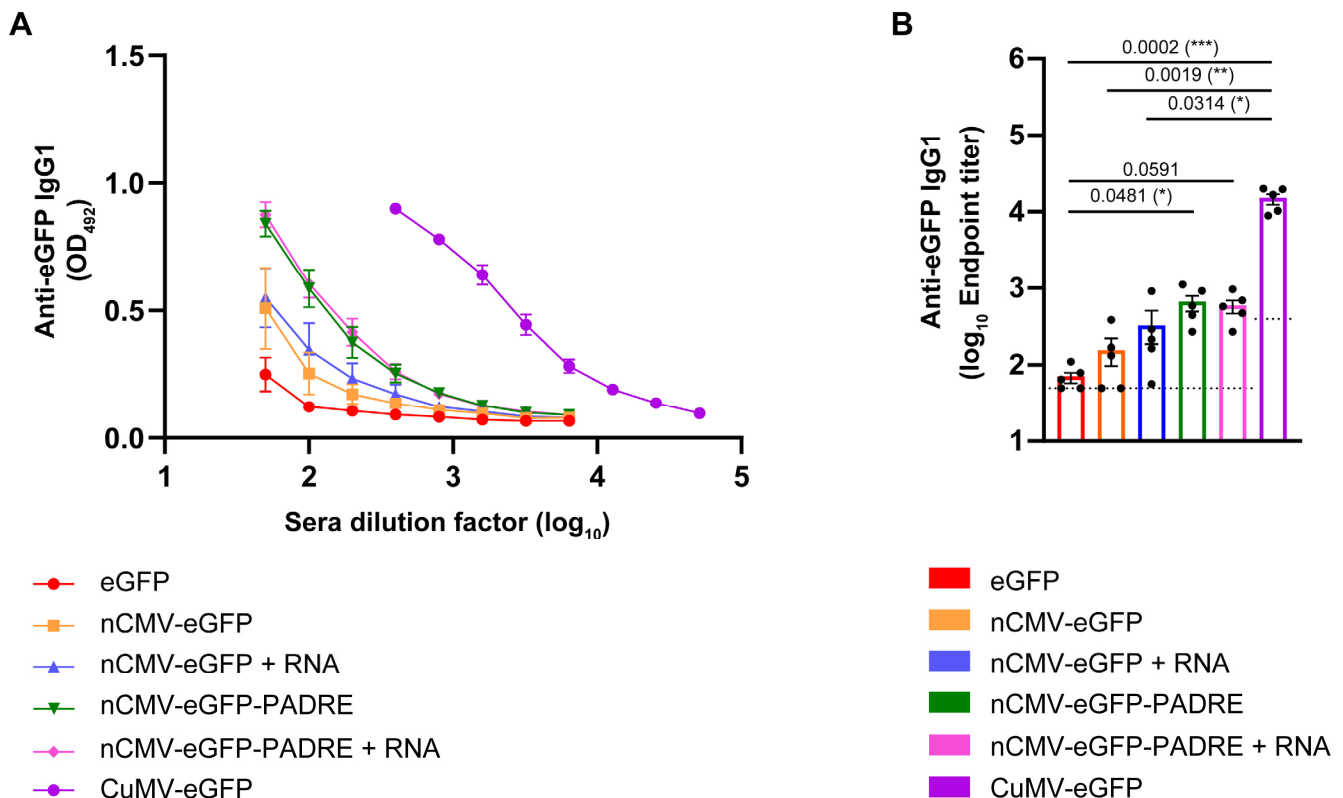 A
Anti-eGFP IgG1
(OD492)
1.5
1.0
0.5
0.0
1
2
3
4
5
Sera dilution factor (log10)
eGFP
nCMV-eGFP
nCMV-eGFP + RNA
nCMV-eGFP-PADRE
nCMV-eGFP-PADRE + RNA
CuMV-eGFP
B
Anti-eGFP IgG1
(log10 Endpoint titer)
6
5
4
3
2
1
0.0002 (***)
0.0019 (**)
0.0314 (*)
0.0591
0.0481 (*)
eGFP
nCMV-eGFP
nCMV-eGFP + RNA
nCMV-eGFP-PADRE
nCMV-eGFP-PADRE + RNA
CuMV-eGFP